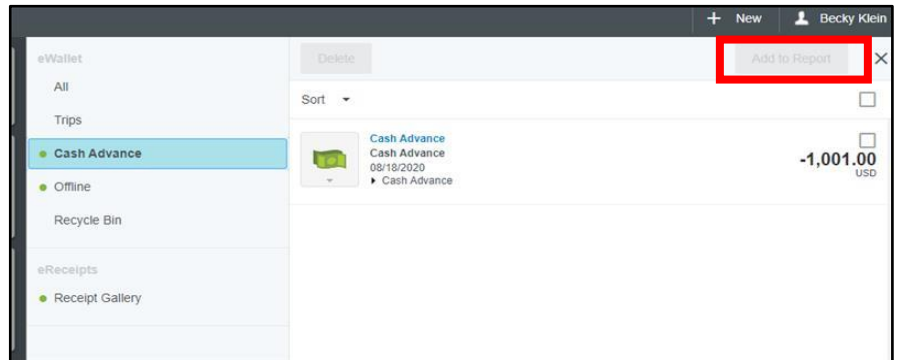 + New Becky Klein
eWallet
All
Trips
Cash Advance
Offline
Recycle Bin
eReceipts
Receipt Gallery
Delete Add to Report ×
Sort
Cash Advance
Cash Advance
08/18/2020
Cash Advance
-1,001.00
USD